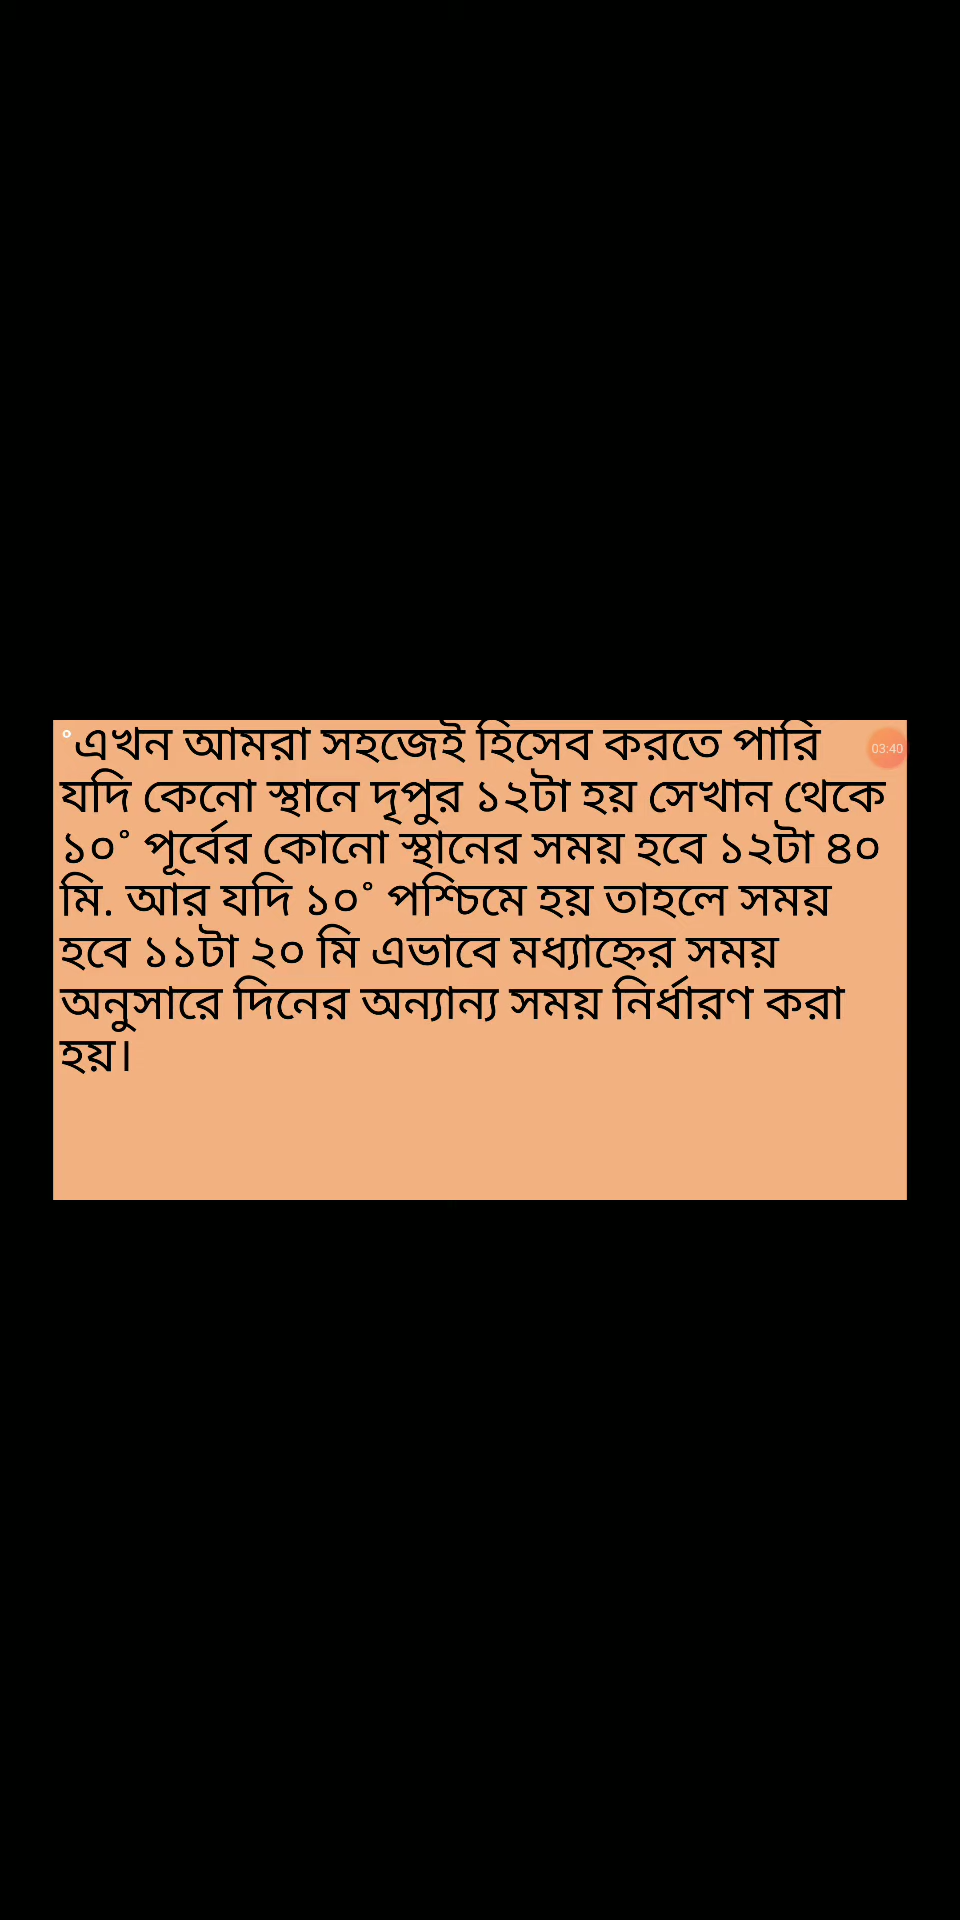 °এখন আমরা সহজেই হিসেব করতে পারি
03:40
যদি কেনো স্থানে দৃপুর ১২টা হয় সেখান থেকে
১০° পূর্বের কোনো স্থানের সময় হবে ১২টা ৪০
মি. আর যদি ১০° পশ্চিমে হয় তাহলে সময়
হবে ১১টা ২০ মি এভাবে মধ্যাহ্নের সময়
অনুসারে দিনের অন্যান্য সময় নির্ধারণ করা
হয়।